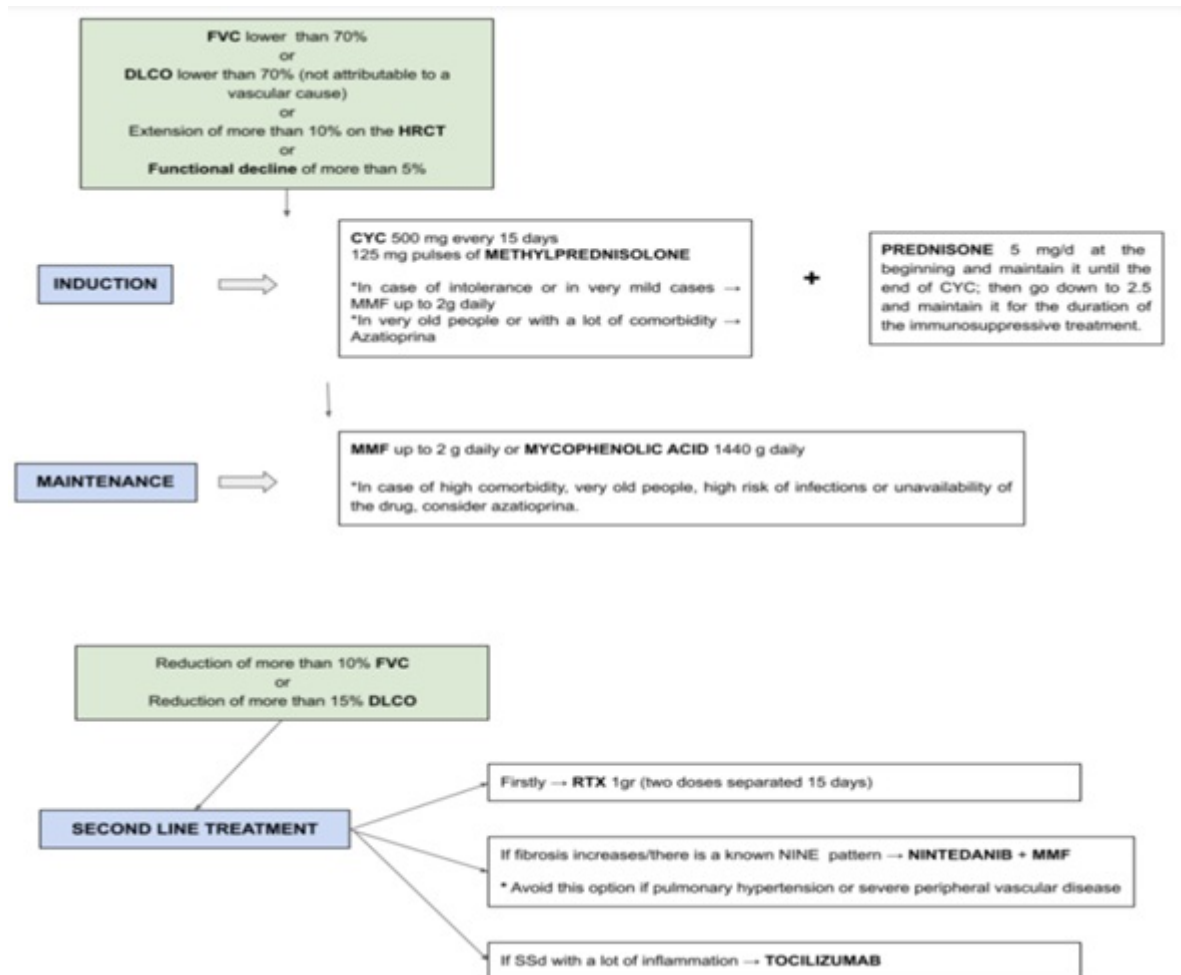 FVC lower than 70%
or
DLCO lower than 70% (not attributable to a
vascular cause)
or
Extension of more than 10% on the HRCT
or
Functional decline of more than 5%
INDUCTION
CYC 500 mg every 15 days
125 mg pulses of METHYLPREDNISOLONE
*In case of intolerance or in very mild cases →
MMF up to 2g daily
*In very old people or with a lot of comorbidity →
Azatioprina
+
PREDNISONE 5 mg/d at the
beginning and maintain it until the
end of CYC; then go down to 2.5
and maintain it for the duration of
the immunosuppressive treatment.
MAINTENANCE
MMF up to 2 g daily or MYCOPHENOLIC ACID 1440 g daily
*In case of high comorbidity, very old people, high risk of infections or unavailability of
the drug, consider azatioprina.
Reduction of more than 10% FVC
or
Reduction of more than 15% DLCO
SECOND LINE TREATMENT
Firstly → RTX 1gr (two doses separated 15 days)
If fibrosis increases/there is a known NINE pattern → NINTEDANIB + MMF
* Avoid this option if pulmonary hypertension or severe peripheral vascular disease
If SSd with a lot of inflammation → TOCILIZUMAB